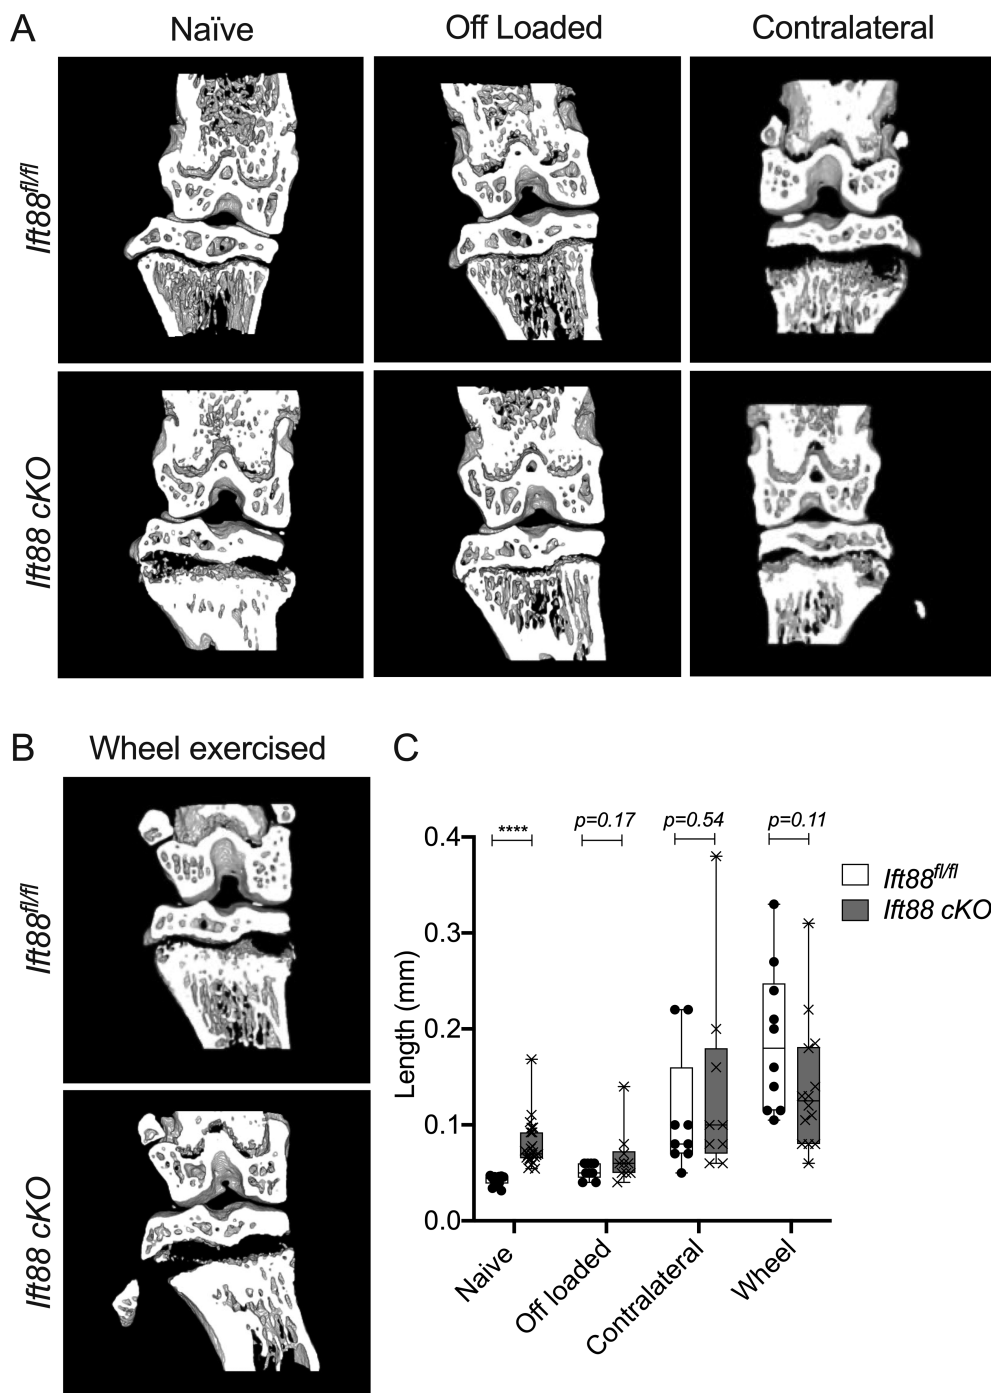 A
Naïve
Off Loaded
Contralateral
Ift88fl/fl
Ift88 cKO
B
Wheel exercised
Ift88fl/fl
Ift88 cKO
C
****
p=0.17
p=0.54
p=0.11
0.4
0.3
0.2
0.1
0.0
Length (mm)
Naïve
Off loaded
Contralateral
Wheel
Ift88fl/fl
Ift88 cKO